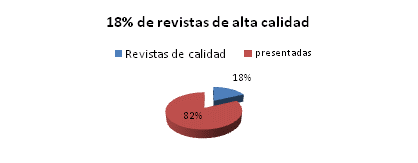 18% de revistas de alta calidad
Revistas de calidad presentadas
18%
82%